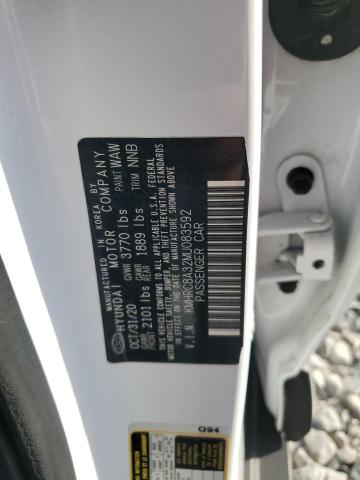 MANUFACTURED IN KOREA BY
HYUNDAI MOTOR COMPANY
OCT/31/20 GVWR 3770 lbs PAINT WAW
GAWR FRONT 2101 lbs GAWR REAR 1889 lbs TRIM NNB
THIS VEHICLE CONFORMS TO ALL APPLICABLE U.S.A. FEDERAL
MOTOR VEHICLE SAFETY, BUMPER, AND THEFT PREVENTION
STANDARDS IN EFFECT ON THE DATE OF
MANUFACTURE SHOWN ABOVE.
V.I.N KMHRC8A32MU083592
PASSENGER CAR
Q94